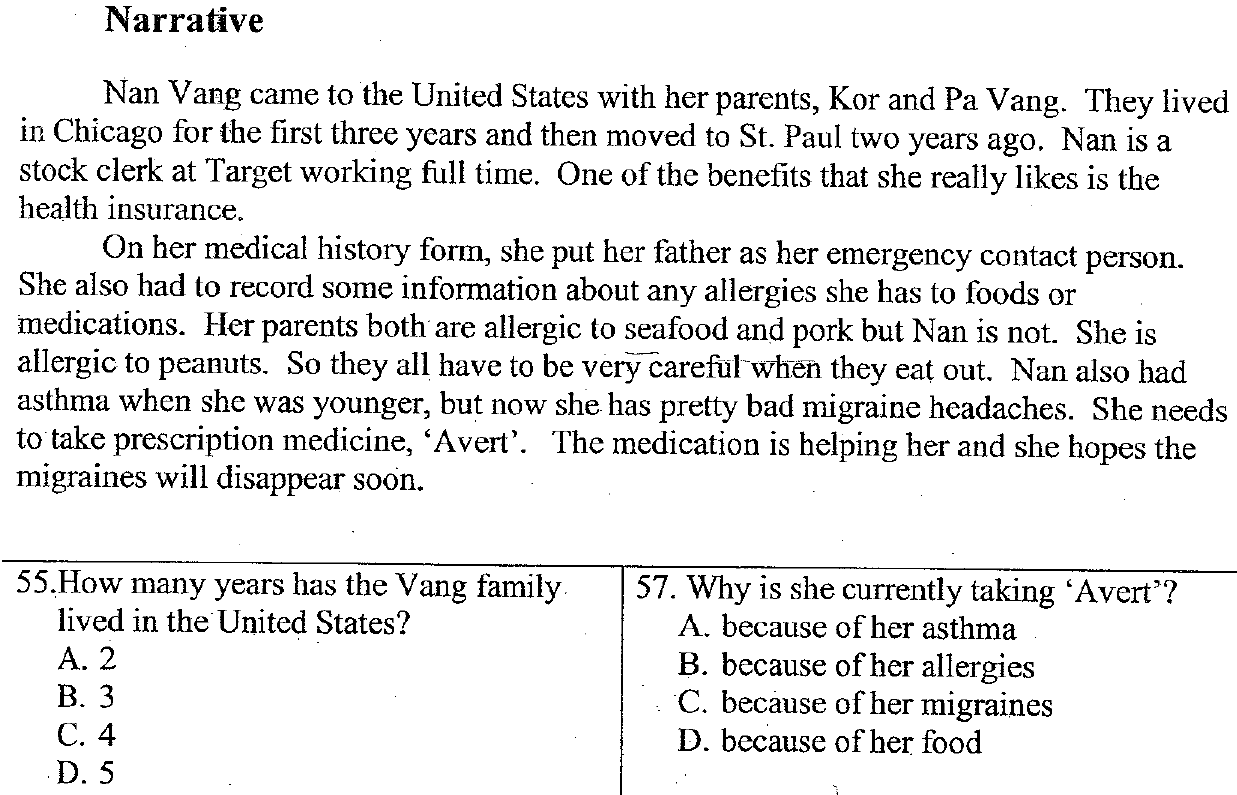 Narrative
Nan Vang came to the United States with her parents, Kor and Pa Vang. They lived
in Chicago for the first three years and then moved to St. Paul two years ago. Nan is a
stock clerk at Target working full time. One of the benefits that she really likes is the
health insurance.
On her medical history form, she put her father as her emergency contact person.
She also had to record some information about any allergies she has to foods or
medications. Her parents both are allergic to seafood and pork but Nan is not. She is
allergic to peanuts. So they all have to be very careful when they eat out. Nan also had
asthma when she was younger, but now she has pretty bad migraine headaches. She needs
to take prescription medicine, ‘Avert’. The medication is helping her and she hopes the
migraines will disappear soon.
55.How many years has the Vang family
lived in the United States?
A. 2
B. 3
C. 4
D. 5
57. Why is she currently taking ‘Avert’?
A. because of her asthma
B. because of her allergies
C. because of her migraines
D. because of her food